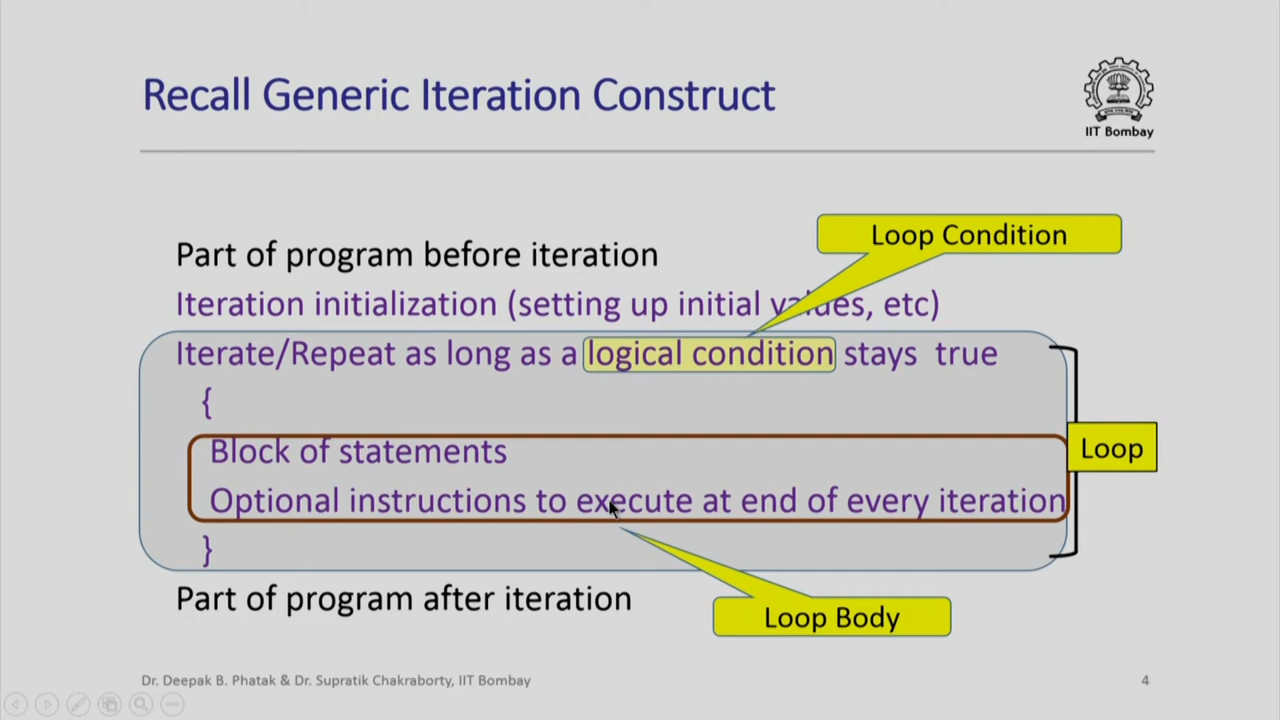 Recall Generic Iteration Construct
IIT Bombay
Loop Condition
Part of program before iteration
Iteration initialization (setting up initial values, etc)
Iterate/Repeat as long as a logical condition stays true
{
Block of statements
Loop
Optional instructions to execute at end of every iteration
}
Part of program after iteration
Loop Body
Dr. Deepak B. Phatak & Dr. Supratik Chakraborty, IIT Bombay
4